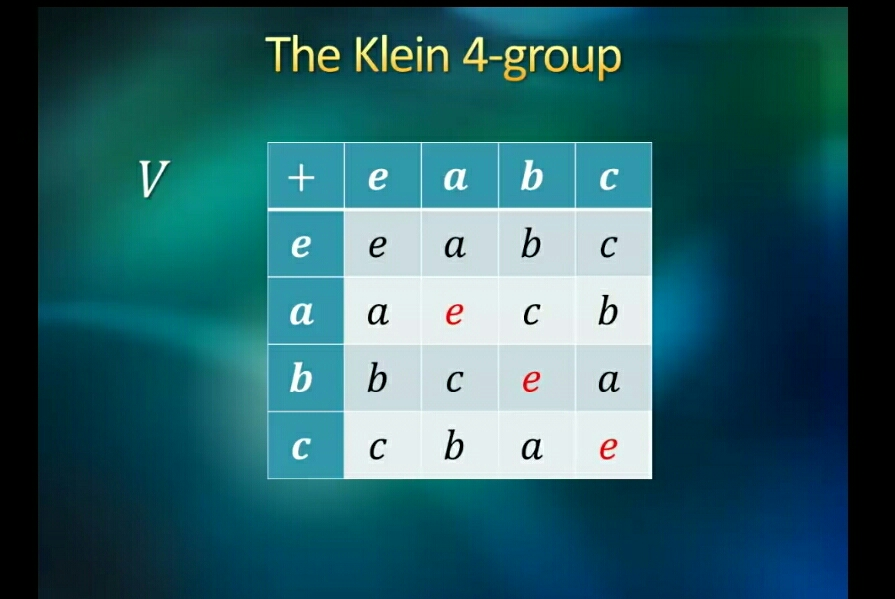 The Klein 4-group
V
+ e a b c
e e a b c
a a e c b
b b c e a
c c b a e